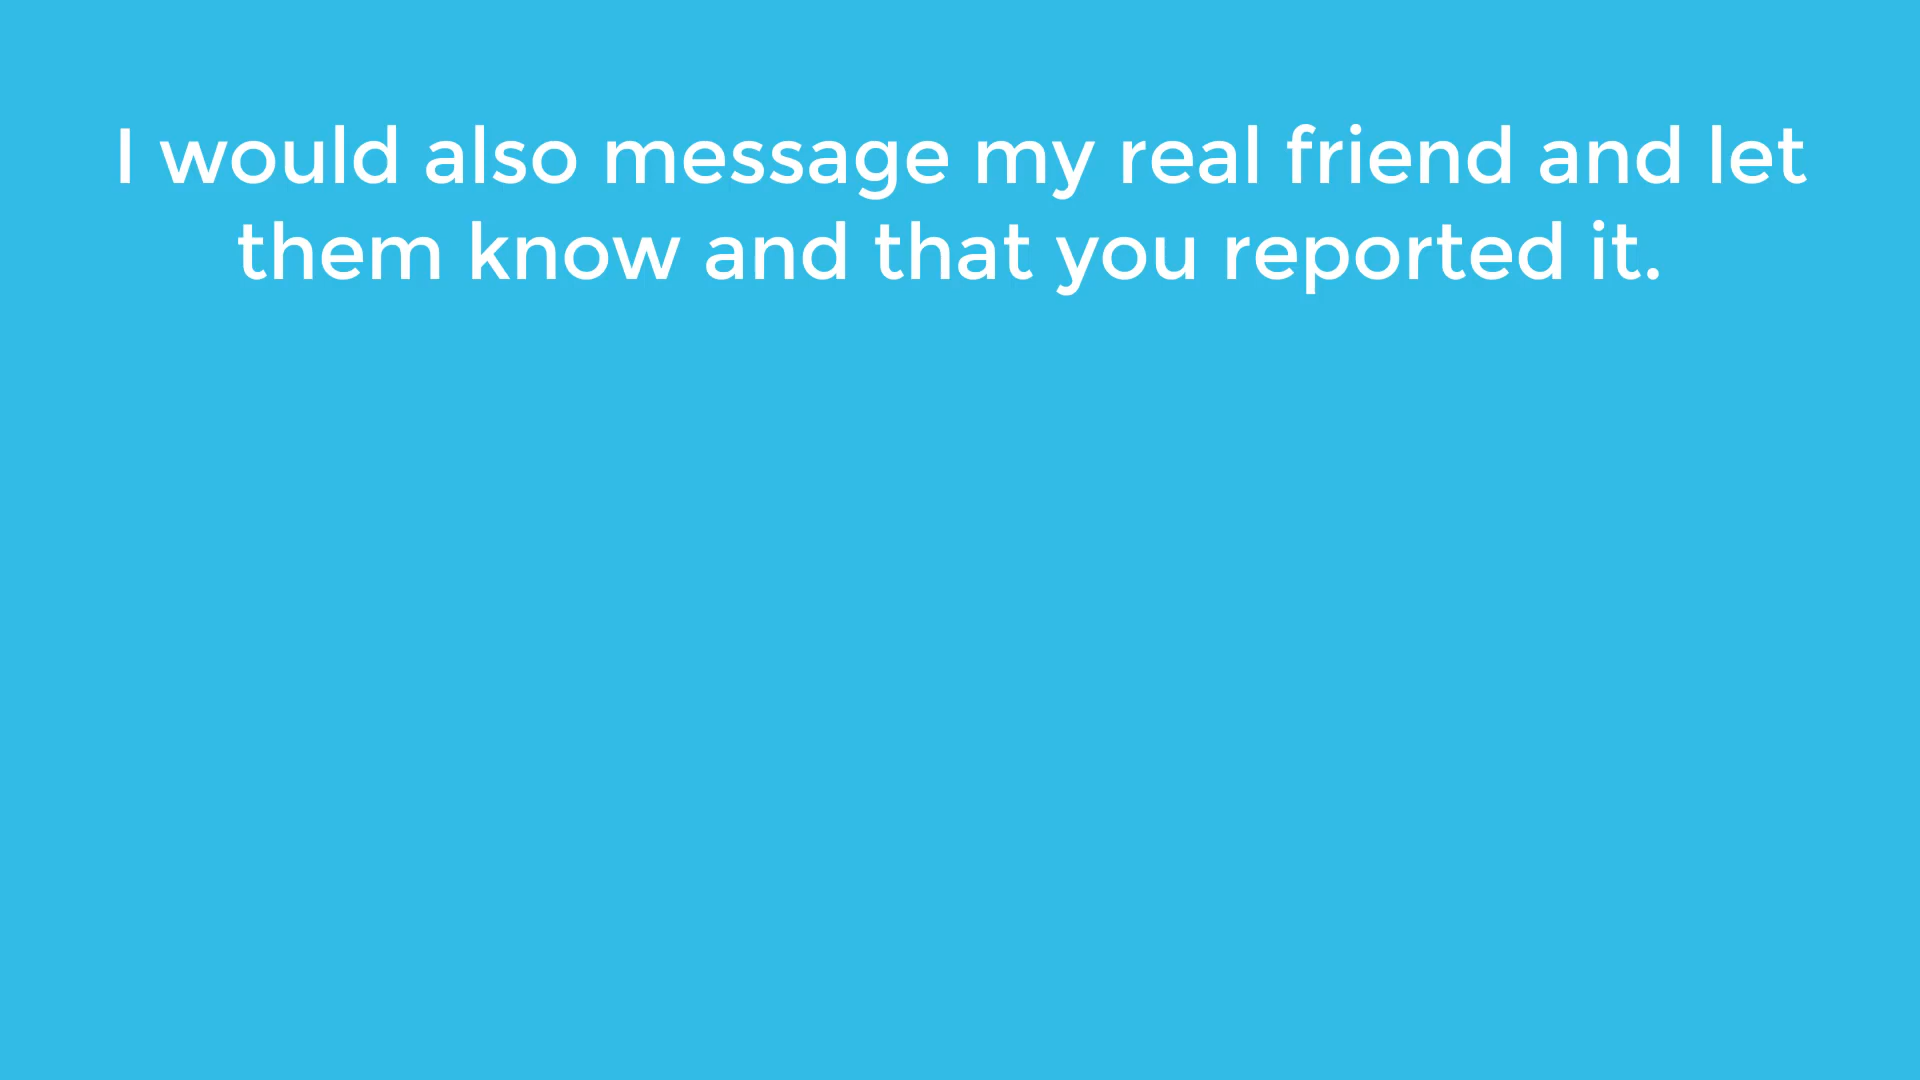 I would also message my real friend and let
them know and that you reported it.